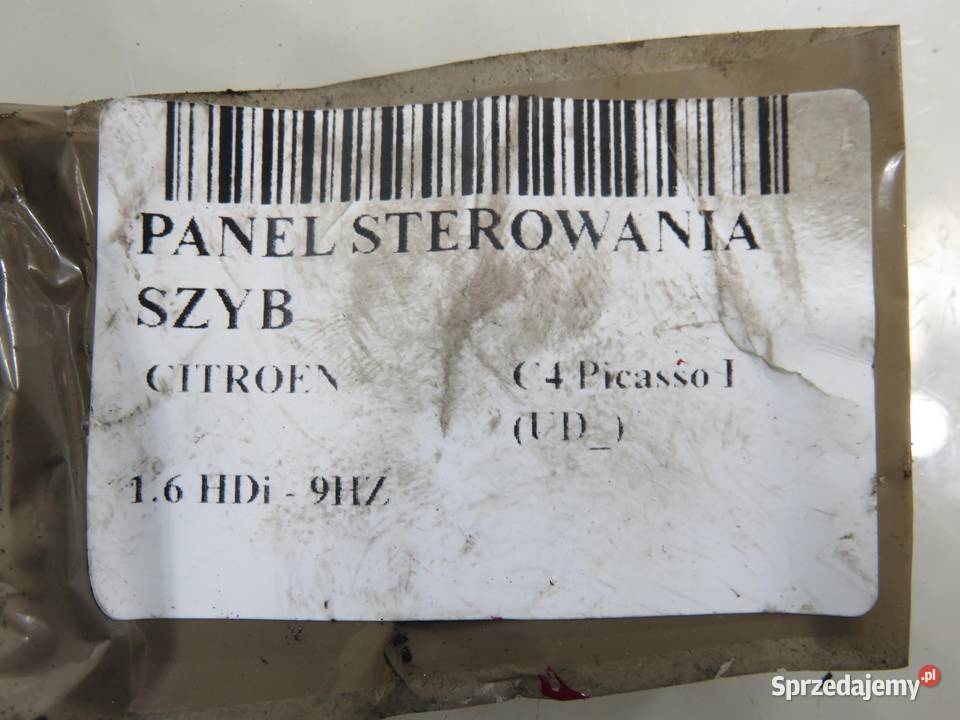 PANEL STEROWANIA
SZYB
CITROEN C4 Picasso I
(UD_)
1.6 HDi - 9HZ
Sprzedajemy.pl